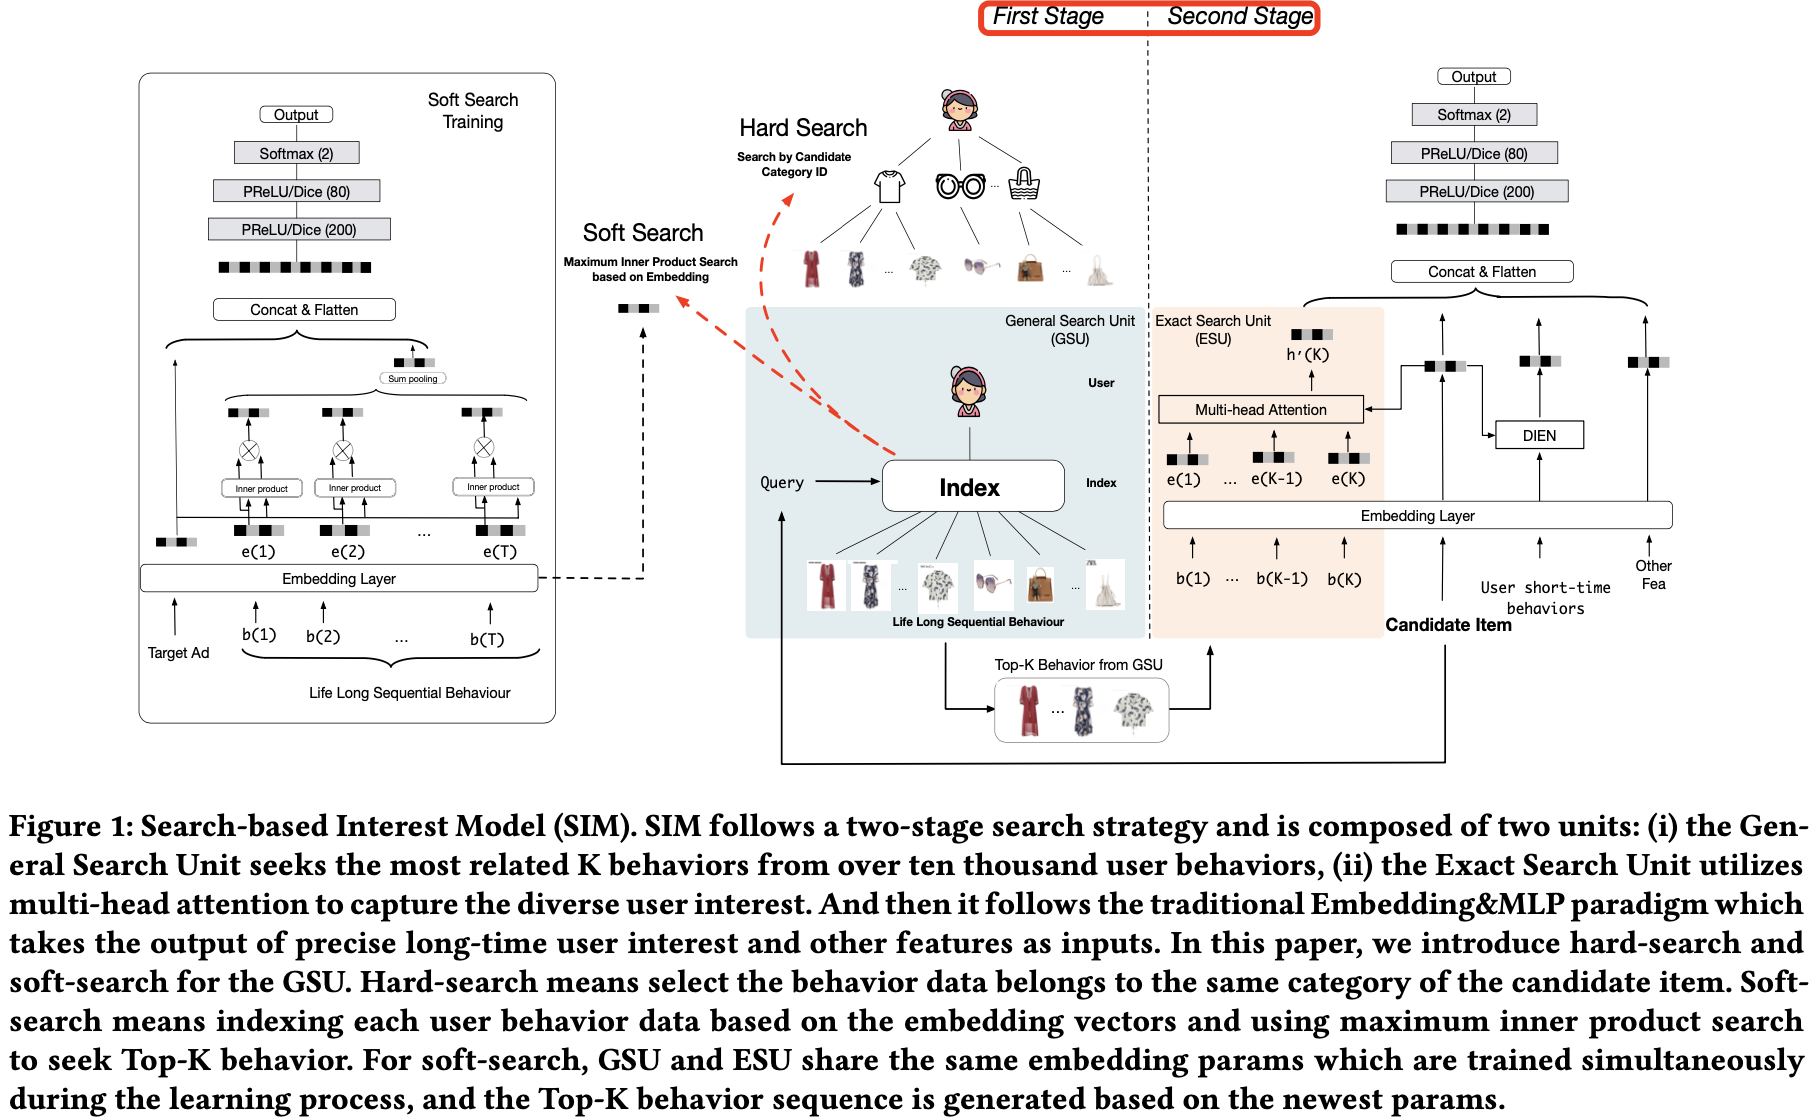 First Stage
Second Stage
Soft Search
Training
Output
Softmax (2)
PReLU/Dice (80)
PReLU/Dice (200)
Concat & Flatten
Sum pooling
Inner product
Inner product
Inner product
e(1)
e(2)
...
e(T)
Embedding Layer
Target Ad
b(1)
b(2)
...
b(T)
Life Long Sequential Behaviour
Hard Search
Search by Candidate
Category ID
Soft Search
Maximum Inner Product Search
based on Embedding
...
...
...
General Search Unit
(GSU)
User
Query
Index
Index
...
...
Life Long Sequential Behaviour
Top-K Behavior from GSU
...
Exact Search Unit
(ESU)
h'(K)
Multi-head Attention
e(1)
...
e(K-1)
e(K)
Embedding Layer
b(1)
...
b(K-1)
b(K)
Candidate Item
User short-time
behaviors
Other
Fea
DIEN
Concat & Flatten
PReLU/Dice (200)
PReLU/Dice (80)
Softmax (2)
Output
Figure 1: Search-based Interest Model (SIM). SIM follows a two-stage search strategy and is composed of two units: (i) the Gen-
eral Search Unit seeks the most related K behaviors from over ten thousand user behaviors, (ii) the Exact Search Unit utilizes
multi-head attention to capture the diverse user interest. And then it follows the traditional Embedding&MLP paradigm which
takes the output of precise long-time user interest and other features as inputs. In this paper, we introduce hard-search and
soft-search for the GSU. Hard-search means select the behavior data belongs to the same category of the candidate item. Soft-
search means indexing each user behavior data based on the embedding vectors and using maximum inner product search
to seek Top-K behavior. For soft-search, GSU and ESU share the same embedding params which are trained simultaneously
during the learning process, and the Top-K behavior sequence is generated based on the newest params.